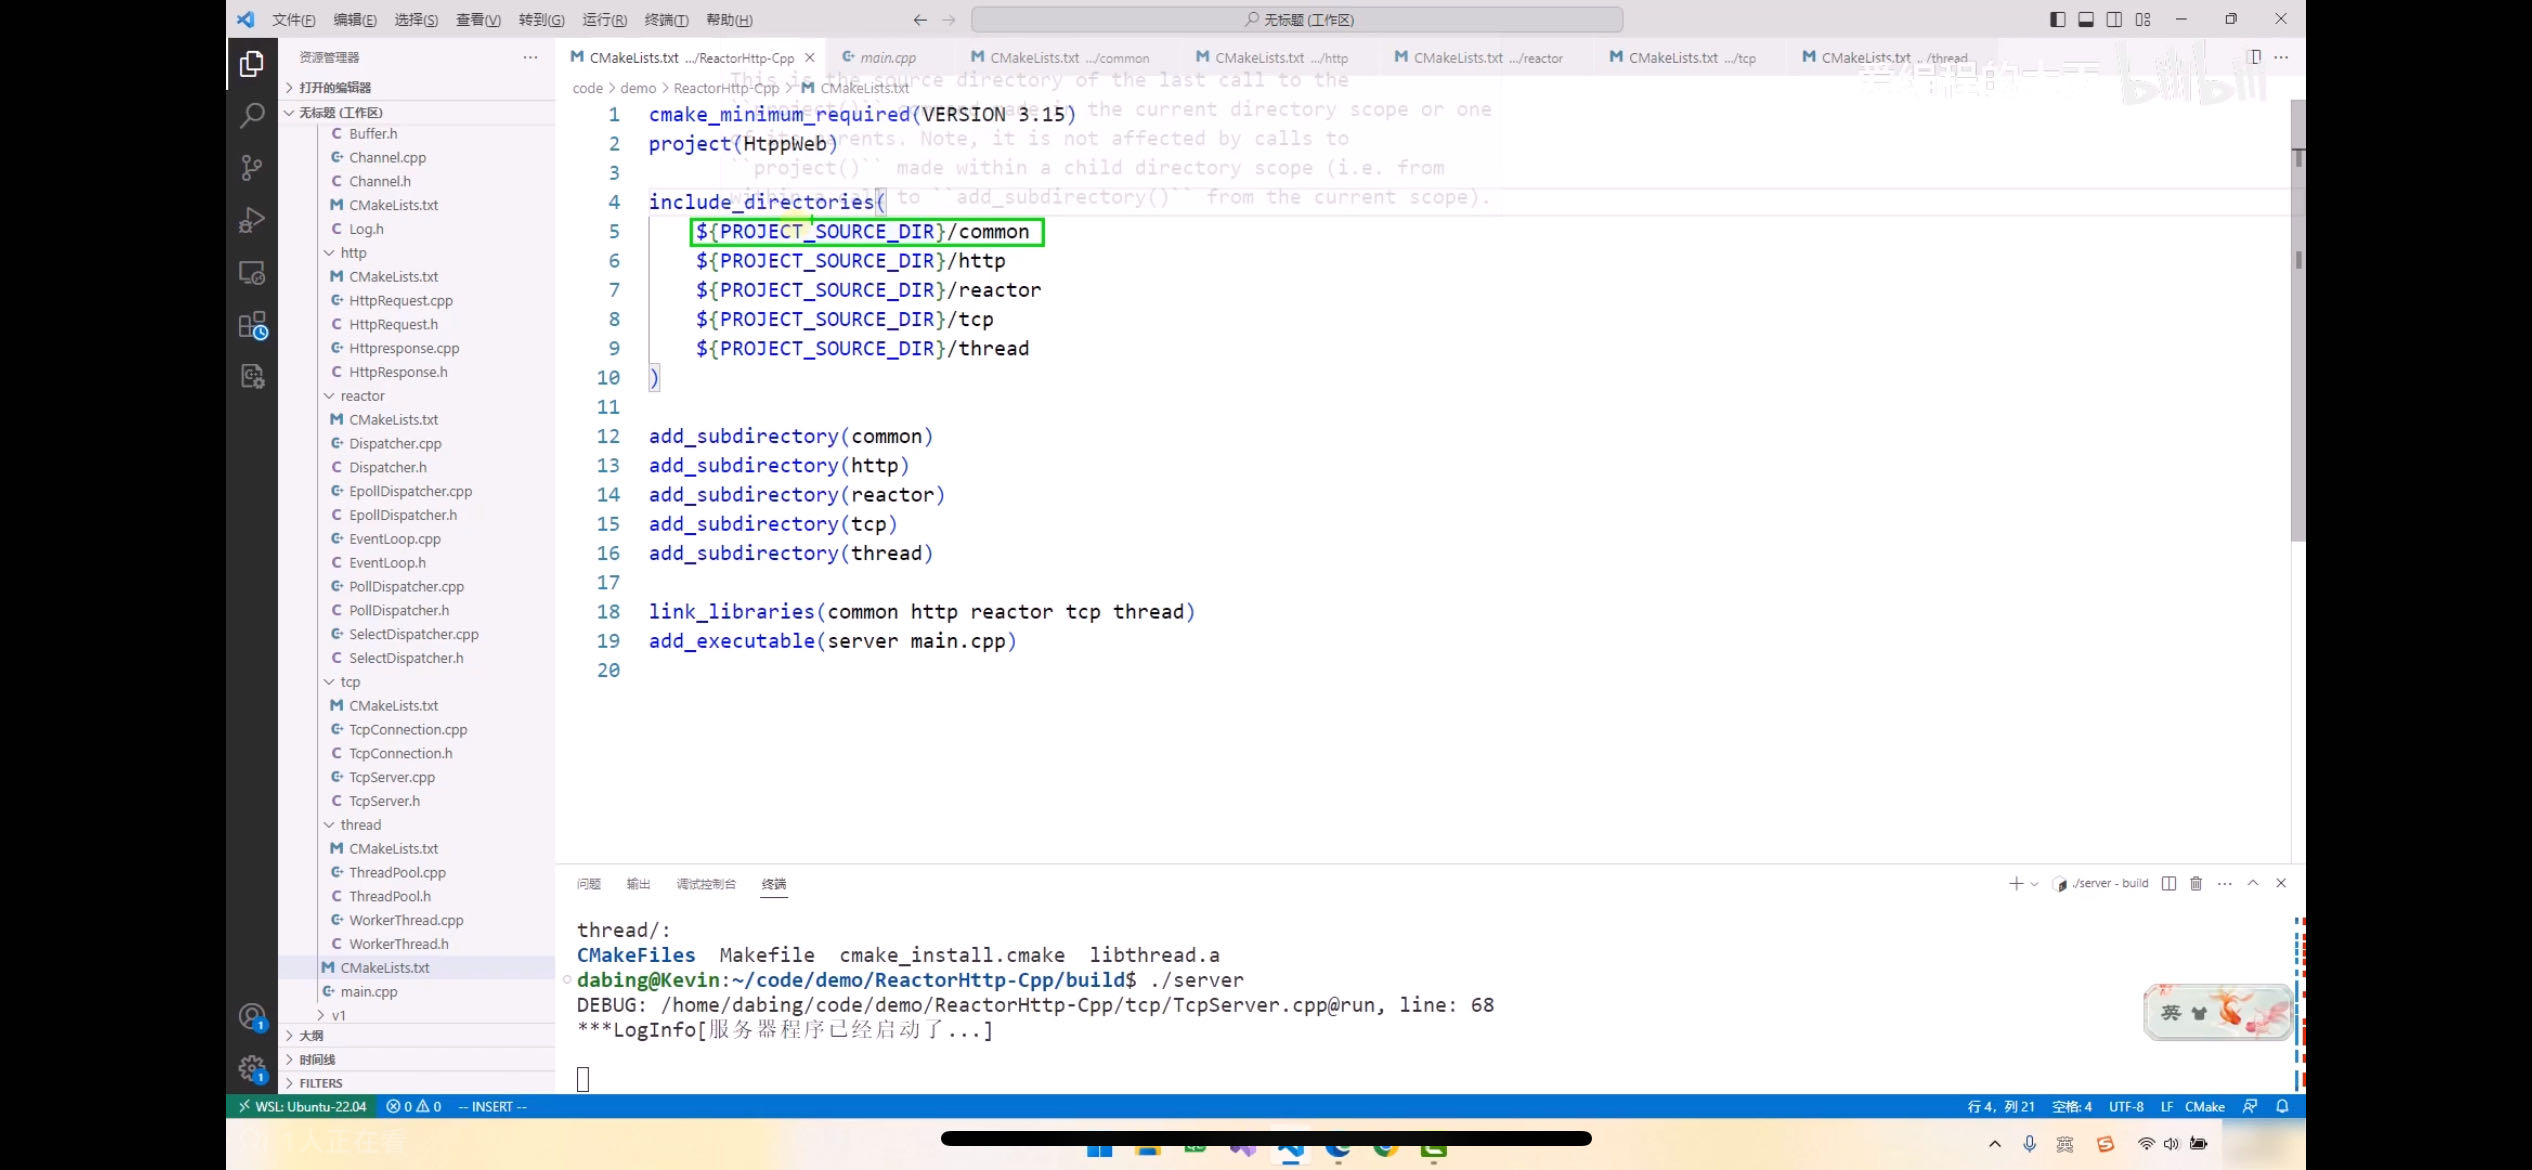 文件(F) 编辑(E) 选择(S) 查看(V) 转到(G) 运行(R) 终端(T) 帮助(H) 无标题 (工作区)
资源管理器
打开的编辑器
无标题 (工作区)
Buffer.h
Channel.cpp
Channel.h
CMakeLists.txt
Log.h
http
CMakeLists.txt
HttpRequest.cpp
HttpRequest.h
Httpresponse.cpp
HttpResponse.h
reactor
CMakeLists.txt
Dispatcher.cpp
Dispatcher.h
EpollDispatcher.cpp
EpollDispatcher.h
EventLoop.cpp
EventLoop.h
PollDispatcher.cpp
PollDispatcher.h
SelectDispatcher.cpp
SelectDispatcher.h
tcp
CMakeLists.txt
TcpConnection.cpp
TcpConnection.h
TcpServer.cpp
TcpServer.h
thread
CMakeLists.txt
ThreadPool.cpp
ThreadPool.h
WorkerThread.cpp
WorkerThread.h
CMakeLists.txt
main.cpp
v1
大纲
时间线
FILTERS
CMakeLists.txt .../ReactorHttp-Cpp main.cpp CMakeLists.txt .../common CMakeLists.txt .../http CMakeLists.txt .../reactor CMakeLists.txt .../tcp CMakeLists.txt .../thread
bilibili
code > demo > ReactorHttp-Cpp > CMakeLists.txt
This is the source directory of the last call to the
``project()`` command made in the current directory scope or one
of its parents. Note, it is not affected by calls to
``project()`` made within a child directory scope (i.e. from
within a call to ``add_subdirectory()`` from the current scope).
1 cmake_minimum_required(VERSION 3.15)
2 project(HtppWeb)
3
4 include_directories(
5 ${PROJECT_SOURCE_DIR}/common
6 ${PROJECT_SOURCE_DIR}/http
7 ${PROJECT_SOURCE_DIR}/reactor
8 ${PROJECT_SOURCE_DIR}/tcp
9 ${PROJECT_SOURCE_DIR}/thread
10 )
11
12 add_subdirectory(common)
13 add_subdirectory(http)
14 add_subdirectory(reactor)
15 add_subdirectory(tcp)
16 add_subdirectory(thread)
17
18 link_libraries(common http reactor tcp thread)
19 add_executable(server main.cpp)
20
问题 输出 调试控制台 终端 ./server - build
thread/:
CMakeFiles Makefile cmake_install.cmake libthread.a
dabing@Kevin:~/code/demo/ReactorHttp-Cpp/build$ ./server
DEBUG: /home/dabing/code/demo/ReactorHttp-Cpp/tcp/TcpServer.cpp@run, line: 68
***LogInfo[服务器程序已经启动了...]
英
WSL: Ubuntu-22.04 0 0 -- INSERT -- 行 4, 列 21 空格: 4 UTF-8 LF CMake
1人正在看
英